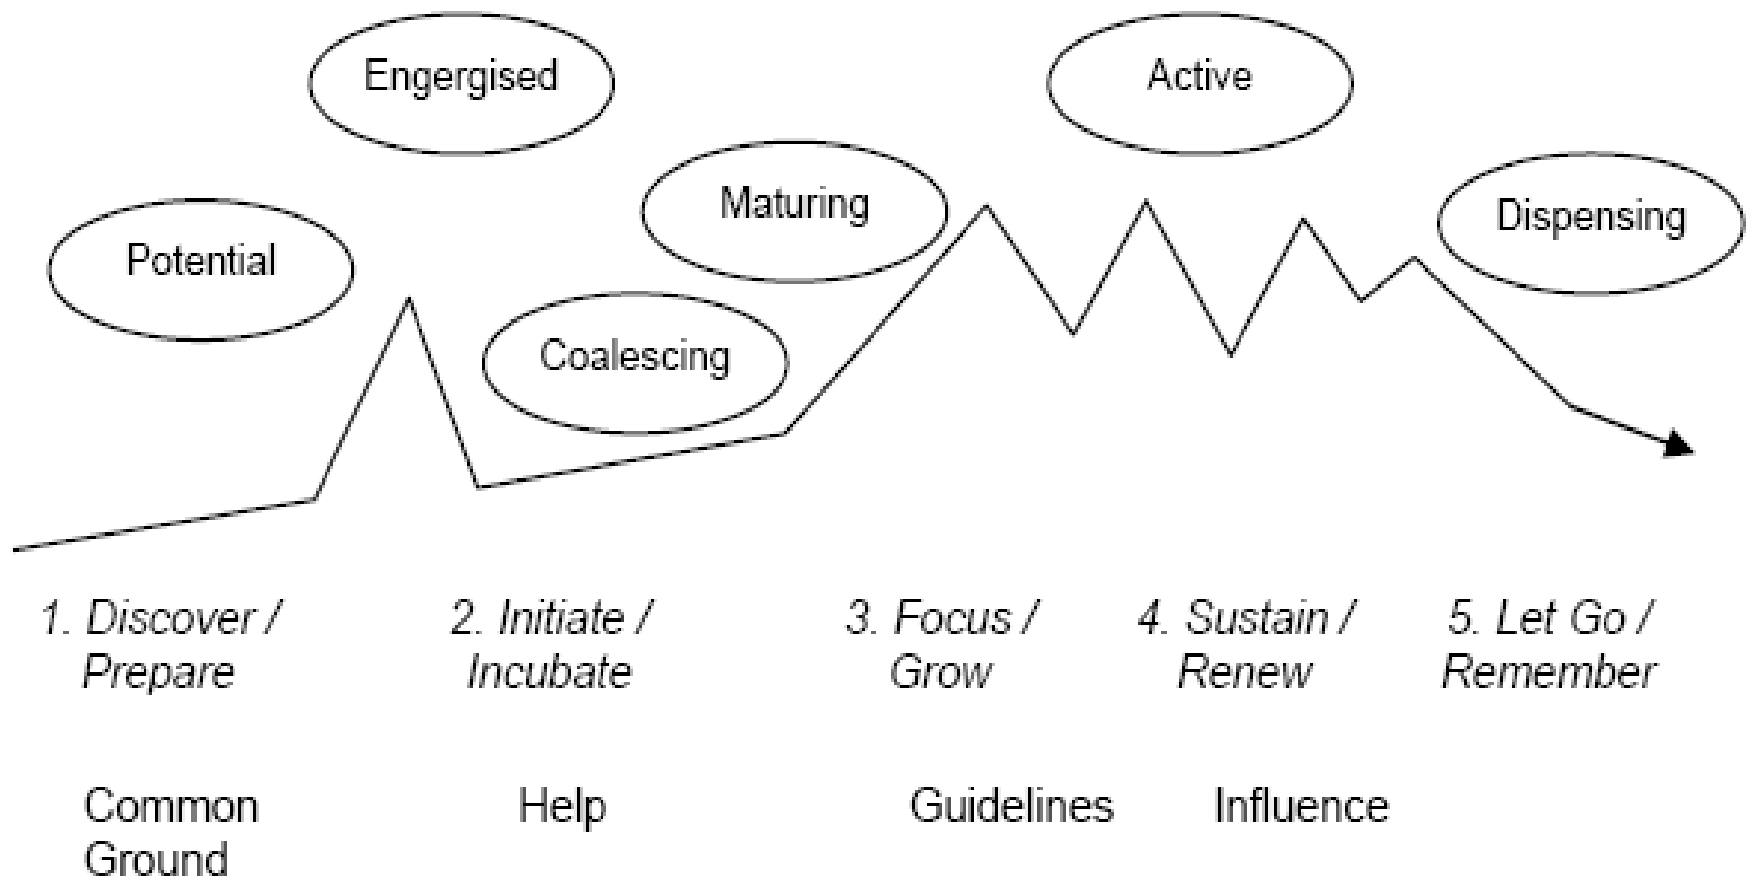 Engergised
Active
Maturing
Dispensing
Potential
Coalescing
1. Discover /
Prepare
2. Initiate /
Incubate
3. Focus /
Grow
4. Sustain /
Renew
5. Let Go /
Remember
Common
Ground
Help
Guidelines
Influence